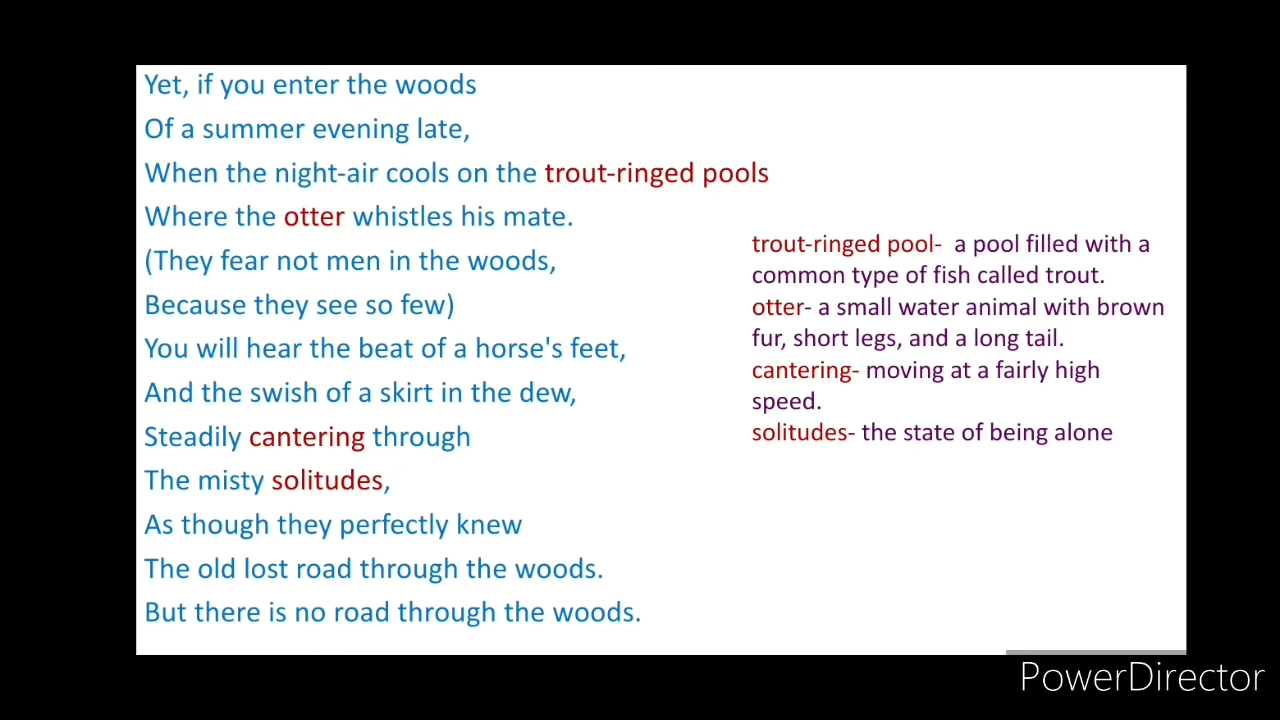 Yet, if you enter the woods
Of a summer evening late,
When the night-air cools on the trout-ringed pools
Where the otter whistles his mate.
(They fear not men in the woods,
Because they see so few)
You will hear the beat of a horse's feet,
And the swish of a skirt in the dew,
Steadily cantering through
The misty solitudes,
As though they perfectly knew
The old lost road through the woods.
But there is no road through the woods.
trout-ringed pool-  a pool filled with a
common type of fish called trout.
otter- a small water animal with brown
fur, short legs, and a long tail.
cantering- moving at a fairly high
speed.
solitudes- the state of being alone
PowerDirector